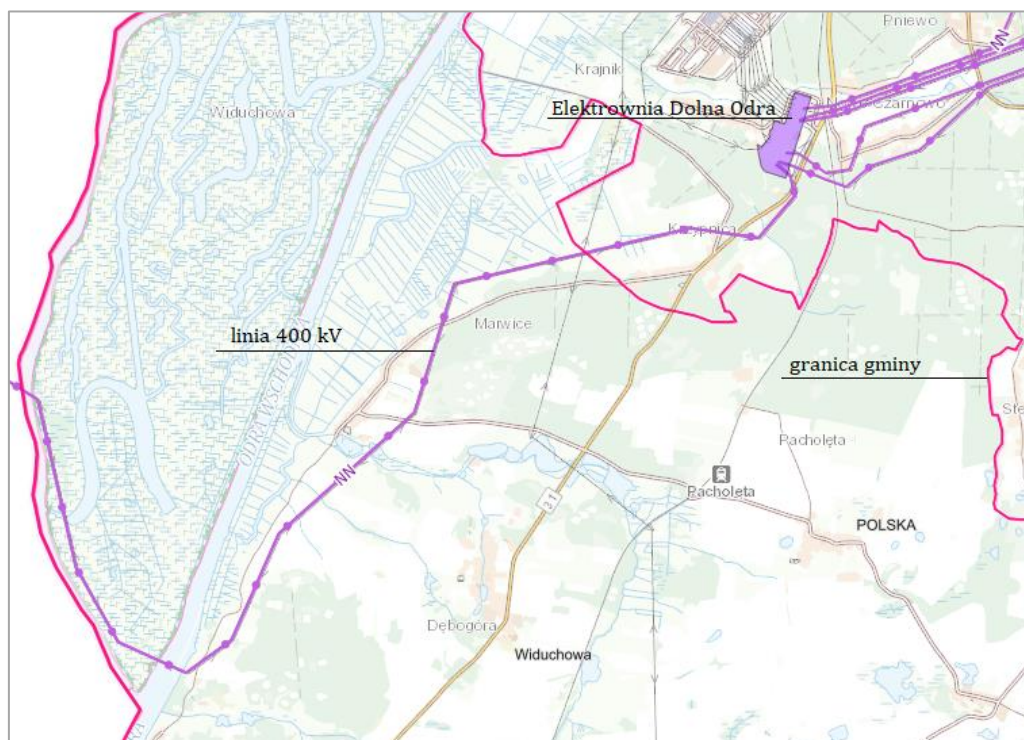 Pniewo
NN
Krajnik
Elektrownia Dolna Odra
Widuchowa
Krzypnica
Marwice
linia 400 kV
granica gminy
ODRA WSCHODNIA
Pacholęta
NN
Pacholęta
31
POLSKA
Dębogóra
Widuchowa